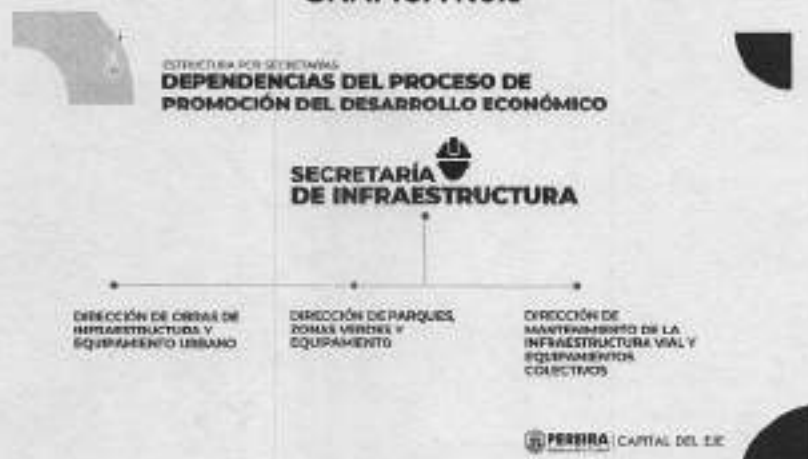 ESTRUCTURA POR SECRETARÍAS
DEPENDENCIAS DEL PROCESO DE
PROMOCIÓN DEL DESARROLLO ECONÓMICO
SECRETARÍA
DE INFRAESTRUCTURA
DIRECCIÓN DE OBRAS DE
INFRAESTRUCTURA Y
EQUIPAMIENTO URBANO
DIRECCIÓN DE PARQUES,
ZONAS VERDES Y
EQUIPAMIENTO
DIRECCIÓN DE
MANTENIMIENTO DE LA
INFRAESTRUCTURA VIAL Y
EQUIPAMIENTOS
COLECTIVOS
PEREIRA CAPITAL DEL EJE